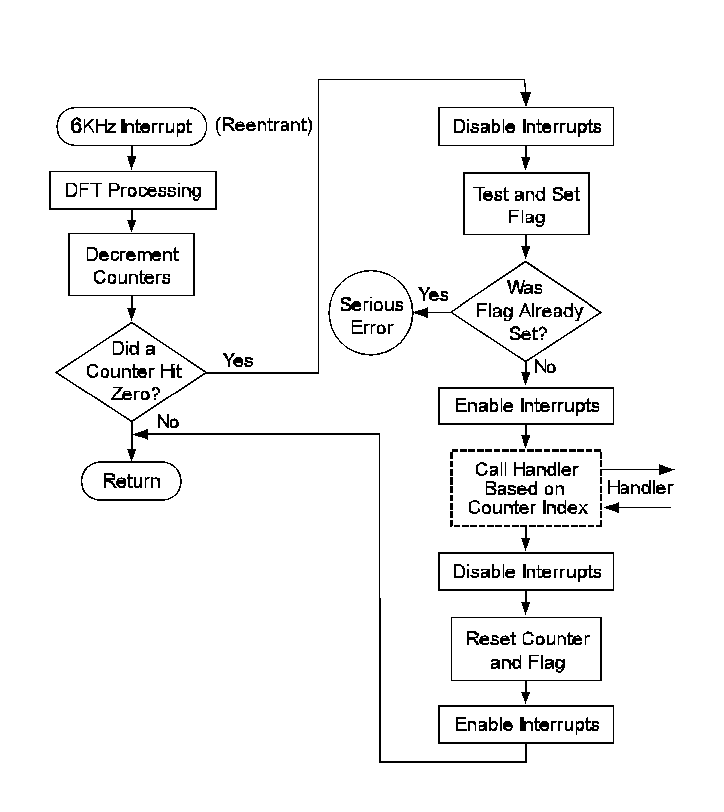 6KHz Interrupt
(Reentrant)
DFT Processing
Decrement
Counters
Did a
Counter Hit
Zero?
Yes
No
Return
Disable Interrupts
Test and Set
Flag
Was
Flag Already
Set?
Yes
Serious
Error
No
Enable Interrupts
Call Handler
Based on
Counter Index
Handler
Disable Interrupts
Reset Counter
and Flag
Enable Interrupts